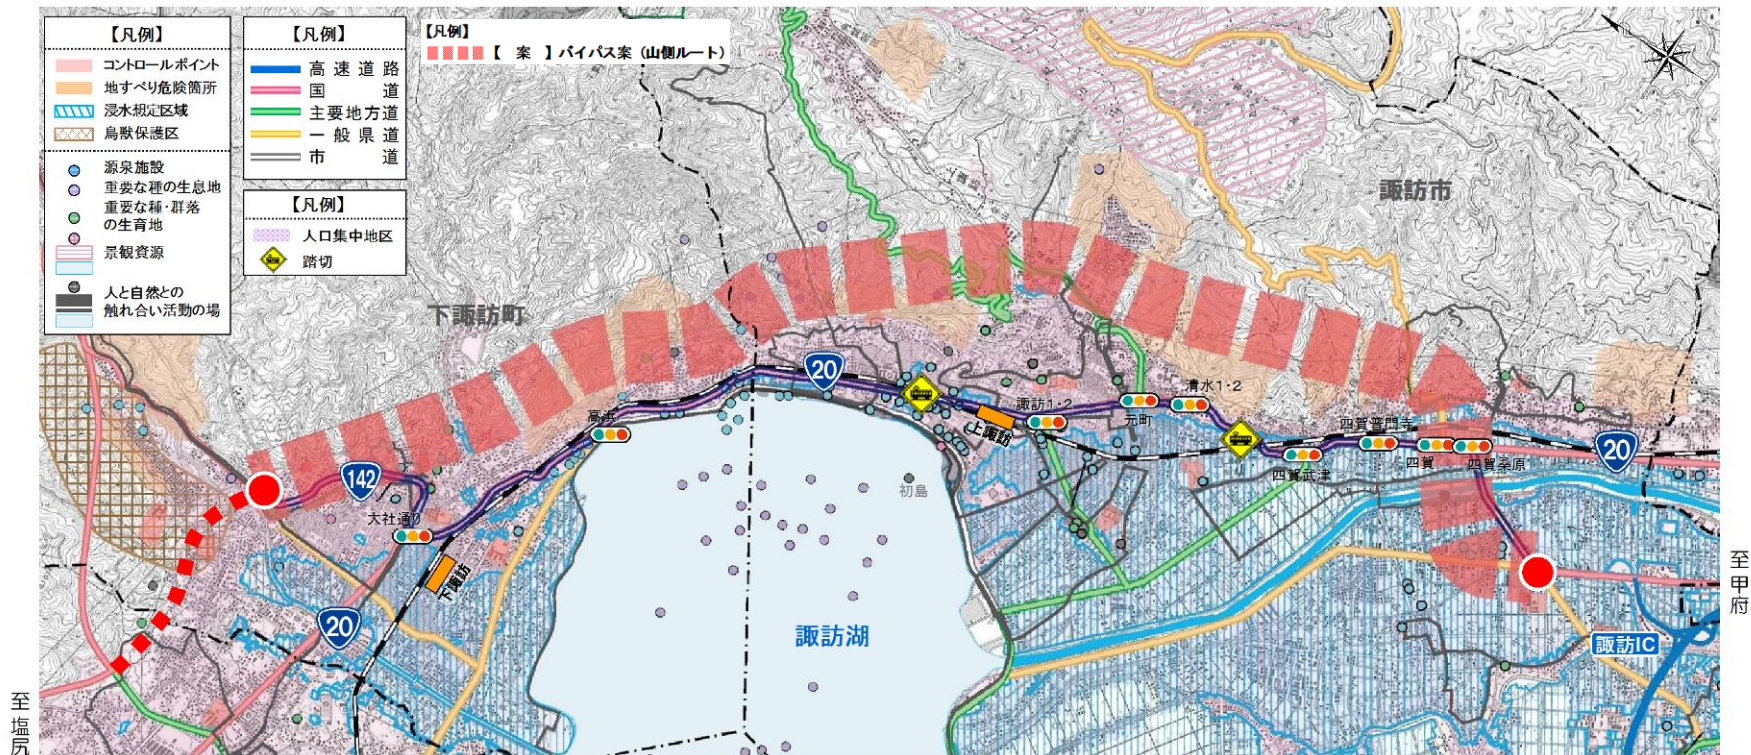 【凡例】
コントロールポイント
地すべり危険箇所
浸水想定区域
鳥獣保護区
源泉施設
重要な種の生息地
重要な種・群落
の生育地
景観資源
人と自然との
触れ合い活動の場
【凡例】
高速道路
国道
主要地方道
一般県道
市道
【凡例】
人口集中地区
踏切
【凡例】
【 案 】バイパス案（山側ルート）
諏訪市
下諏訪町
20
清水1・2
高浜
諏訪1・2
元町
上諏訪
四賀普門寺
20
142
四賀武津
四賀
四賀桑原
初島
大社通り
下諏訪
20
諏訪湖
諏訪IC
至甲府
至塩尻